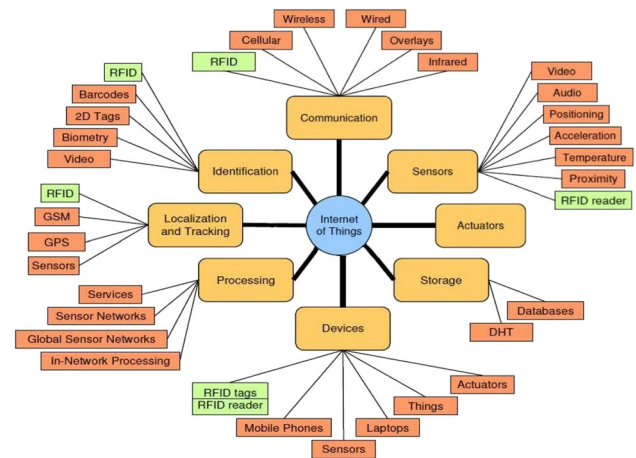 Wireless
Wired
Cellular
Overlays
RFID
Infrared
Communication
RFID
Barcodes
2D Tags
Biometry
Video
Identification
Video
Audio
Positioning
Acceleration
Temperature
Proximity
RFID reader
Sensors
RFID
GSM
GPS
Sensors
Localization
and Tracking
Internet
of Things
Actuators
Services
Sensor Networks
Global Sensor Networks
In-Network Processing
Processing
Storage
Databases
DHT
Devices
RFID tags
RFID reader
Mobile Phones
Sensors
Laptops
Things
Actuators